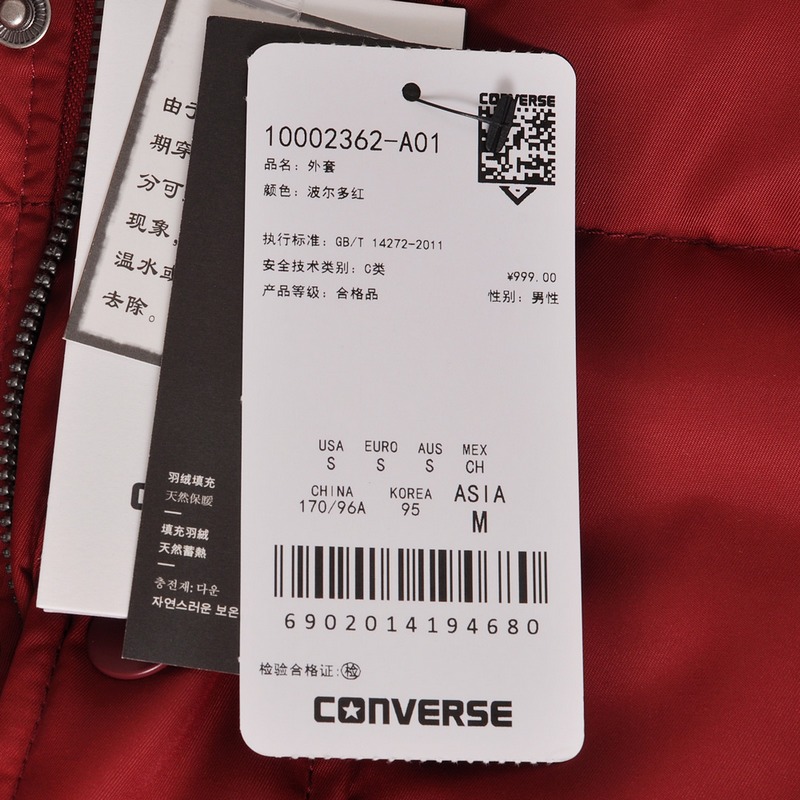 CONVERSE
10002362-A01
品名: 外套
颜色: 波尔多红
执行标准: GB/T 14272-2011
安全技术类别: C类
产品等级: 合格品
¥999.00
性别: 男性
USA EURO AUS MEX
S S S CH
CHINA KOREA ASIA
170/96A 95 M
6902014194680
检验合格证:检
CONVERSE
由于
期穿
分可
现象,
温水或
去除。
羽绒填充
天然保暖
填充羽絨
天然蓄熱
충전재: 다운
자연스러운 보온